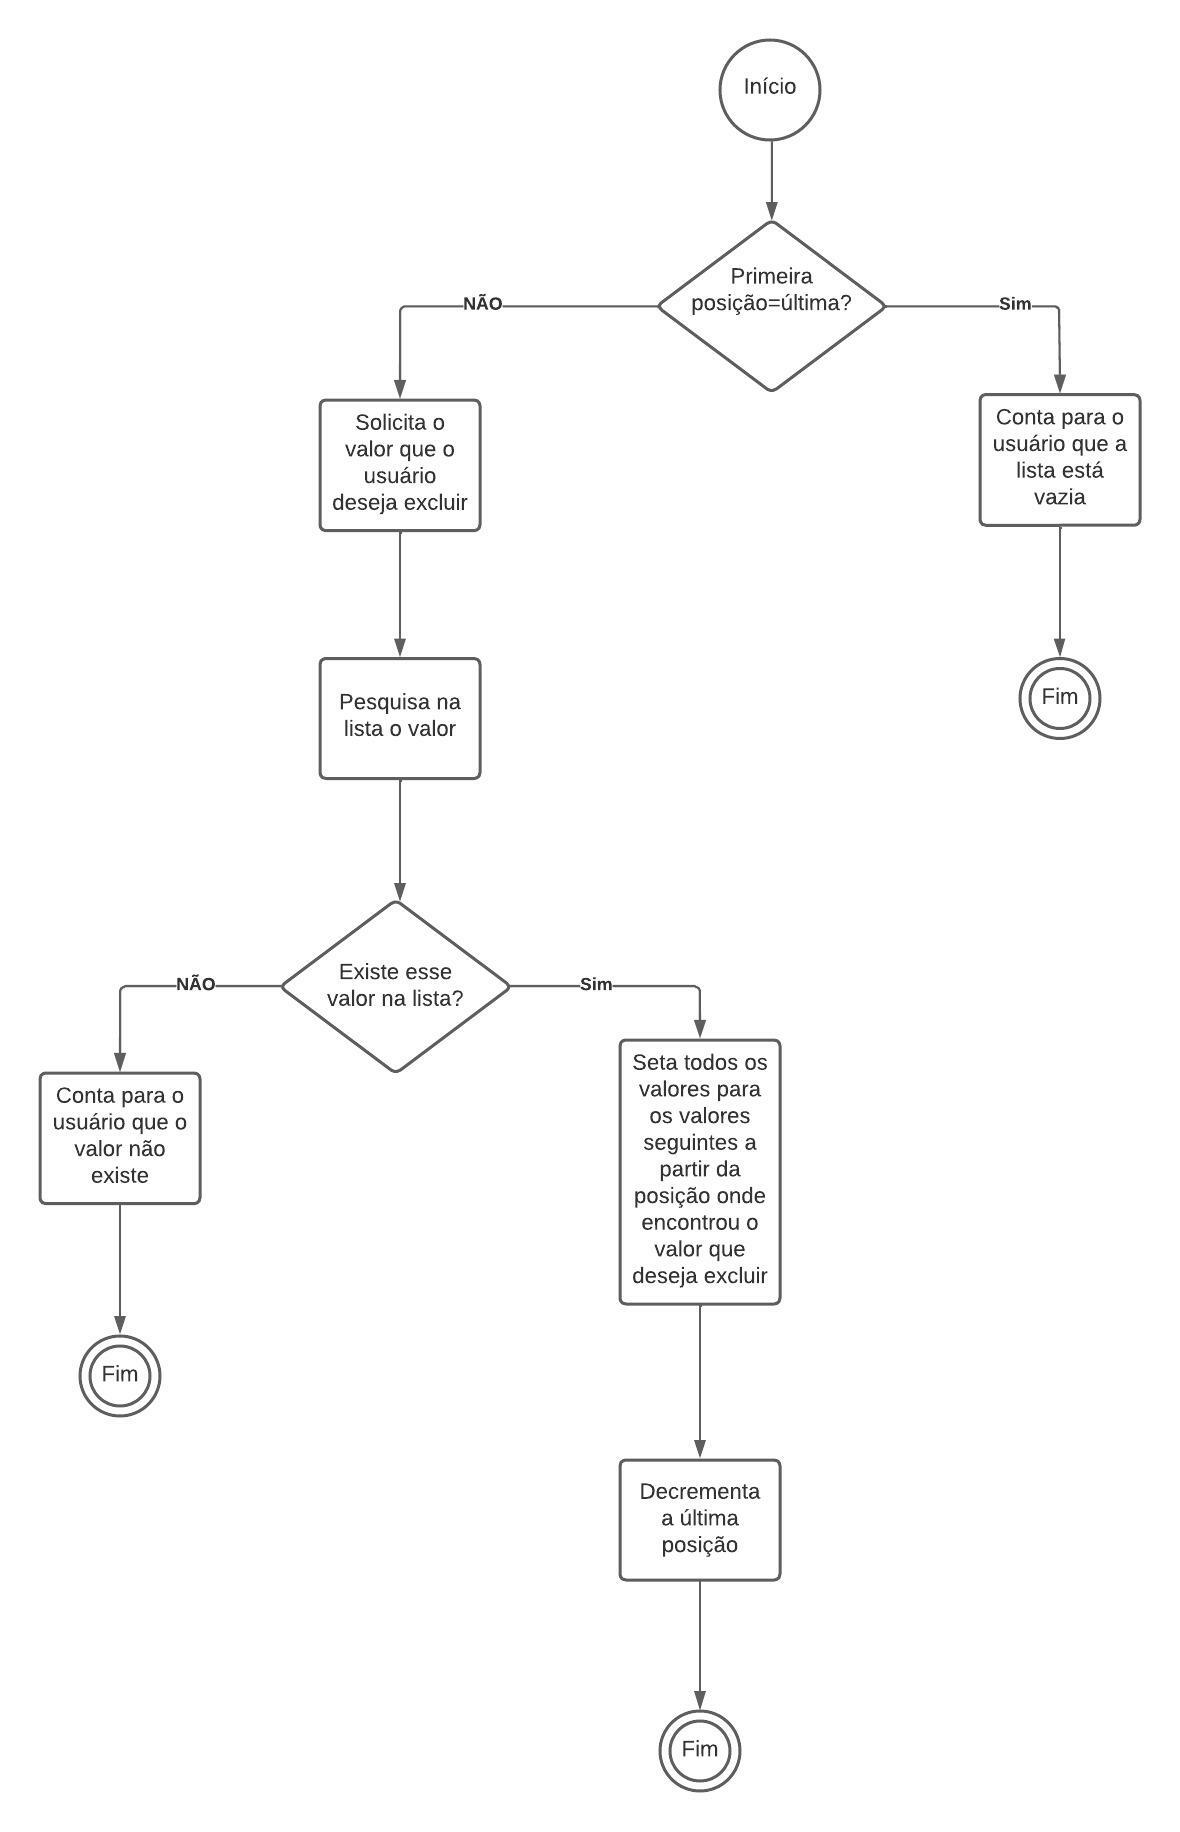 Início
Primeira
posição=última?
NÃO
Sim
Solicita o
valor que o
usuário
deseja excluir
Conta para o
usuário que a
lista está
vazia
Pesquisa na
lista o valor
Fim
Existe esse
valor na lista?
NÃO
Sim
Conta para o
usuário que o
valor não
existe
Seta todos os
valores para
os valores
seguintes a
partir da
posição onde
encontrou o
valor que
deseja excluir
Fim
Decrementa
a última
posição
Fim